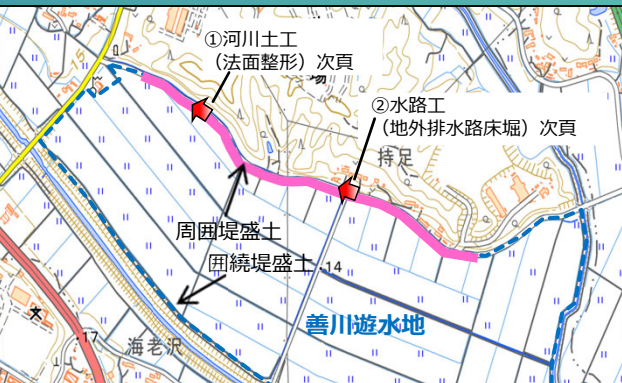 ①河川土工
（法面整形）次頁
場
②水路工
（地外排水路床堀）次頁
持足
周囲堤盛土
囲繞堤盛土
.14
善川遊水地
.17
海老沢
文